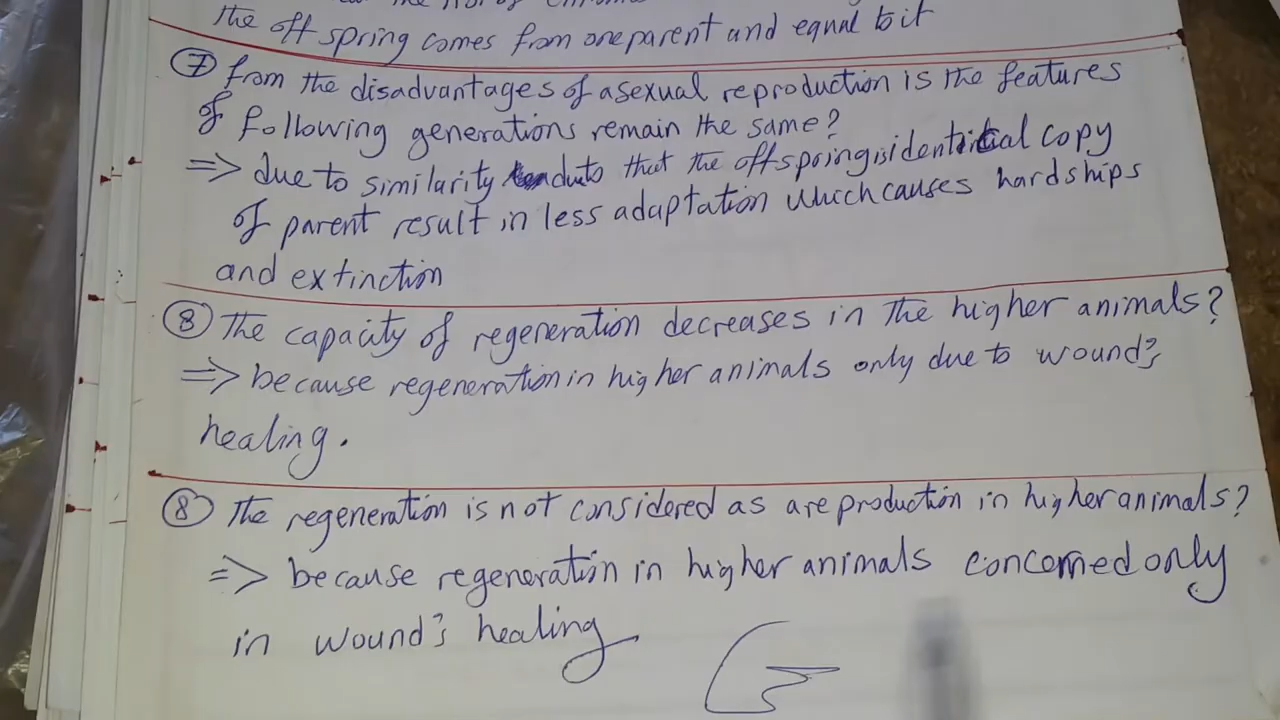 the offspring comes from one parent and equal to it
⑦ from the disadvantages of asexual reproduction is the features
of following generations remain the same?
=> due to similarity that the offspring is identical copy
of parent result in less adaptation which causes hardships
and extinction
⑧ The capacity of regeneration decreases in the higher animals?
=> because regeneration in higher animals only due to wound's
healing.
⑧ The regeneration is not considered as a reproduction in higher animals?
=> because regeneration in higher animals concerned only
in wound's healing